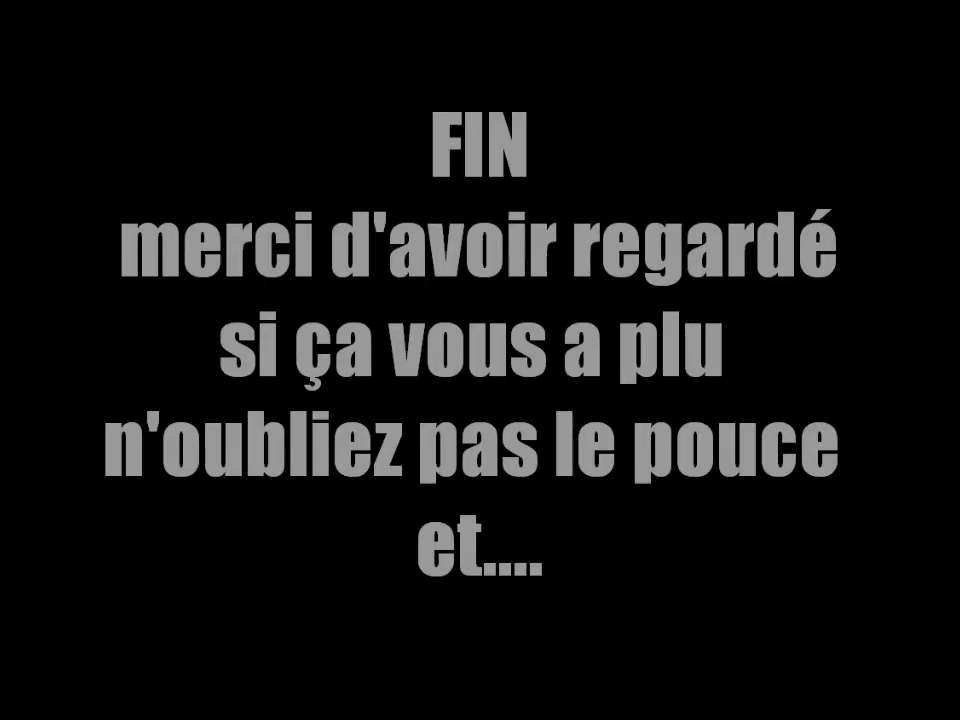 FIN
merci d'avoir regardé
si ça vous a plu
n'oubliez pas le pouce
et....